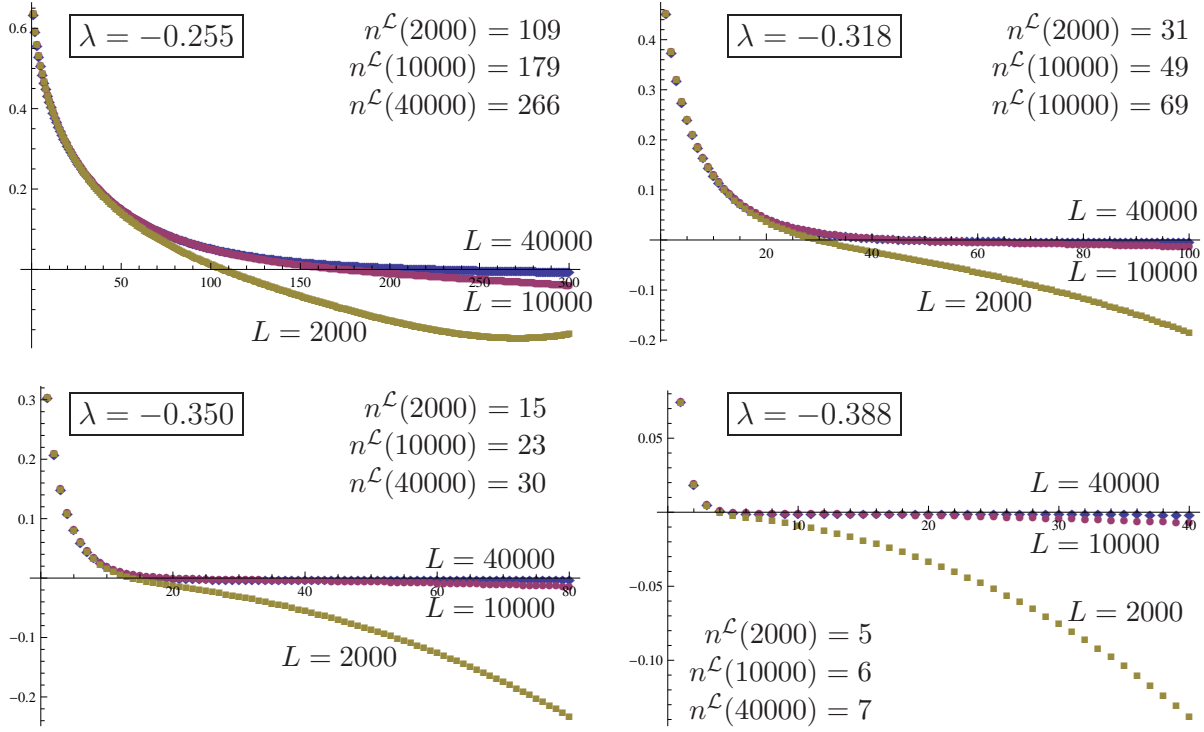 λ = −0.255
n^ℒ(2000) = 109
n^ℒ(10000) = 179
n^ℒ(40000) = 266
0.6
0.4
0.2
L = 40000
50 100 150 200 250 300
L = 10000
L = 2000
λ = −0.318
n^ℒ(2000) = 31
n^ℒ(10000) = 49
n^ℒ(10000) = 69
0.4
0.3
0.2
0.1
L = 40000
20 40 60 80 100
L = 10000
−0.1
L = 2000
−0.2
λ = −0.350
n^ℒ(2000) = 15
n^ℒ(10000) = 23
n^ℒ(40000) = 30
0.3
0.2
0.1
L = 40000
20 40 60 80
L = 10000
−0.1
L = 2000
−0.2
λ = −0.388
0.05
L = 40000
10 20 30 40
L = 10000
−0.05
L = 2000
−0.10
n^ℒ(2000) = 5
n^ℒ(10000) = 6
n^ℒ(40000) = 7